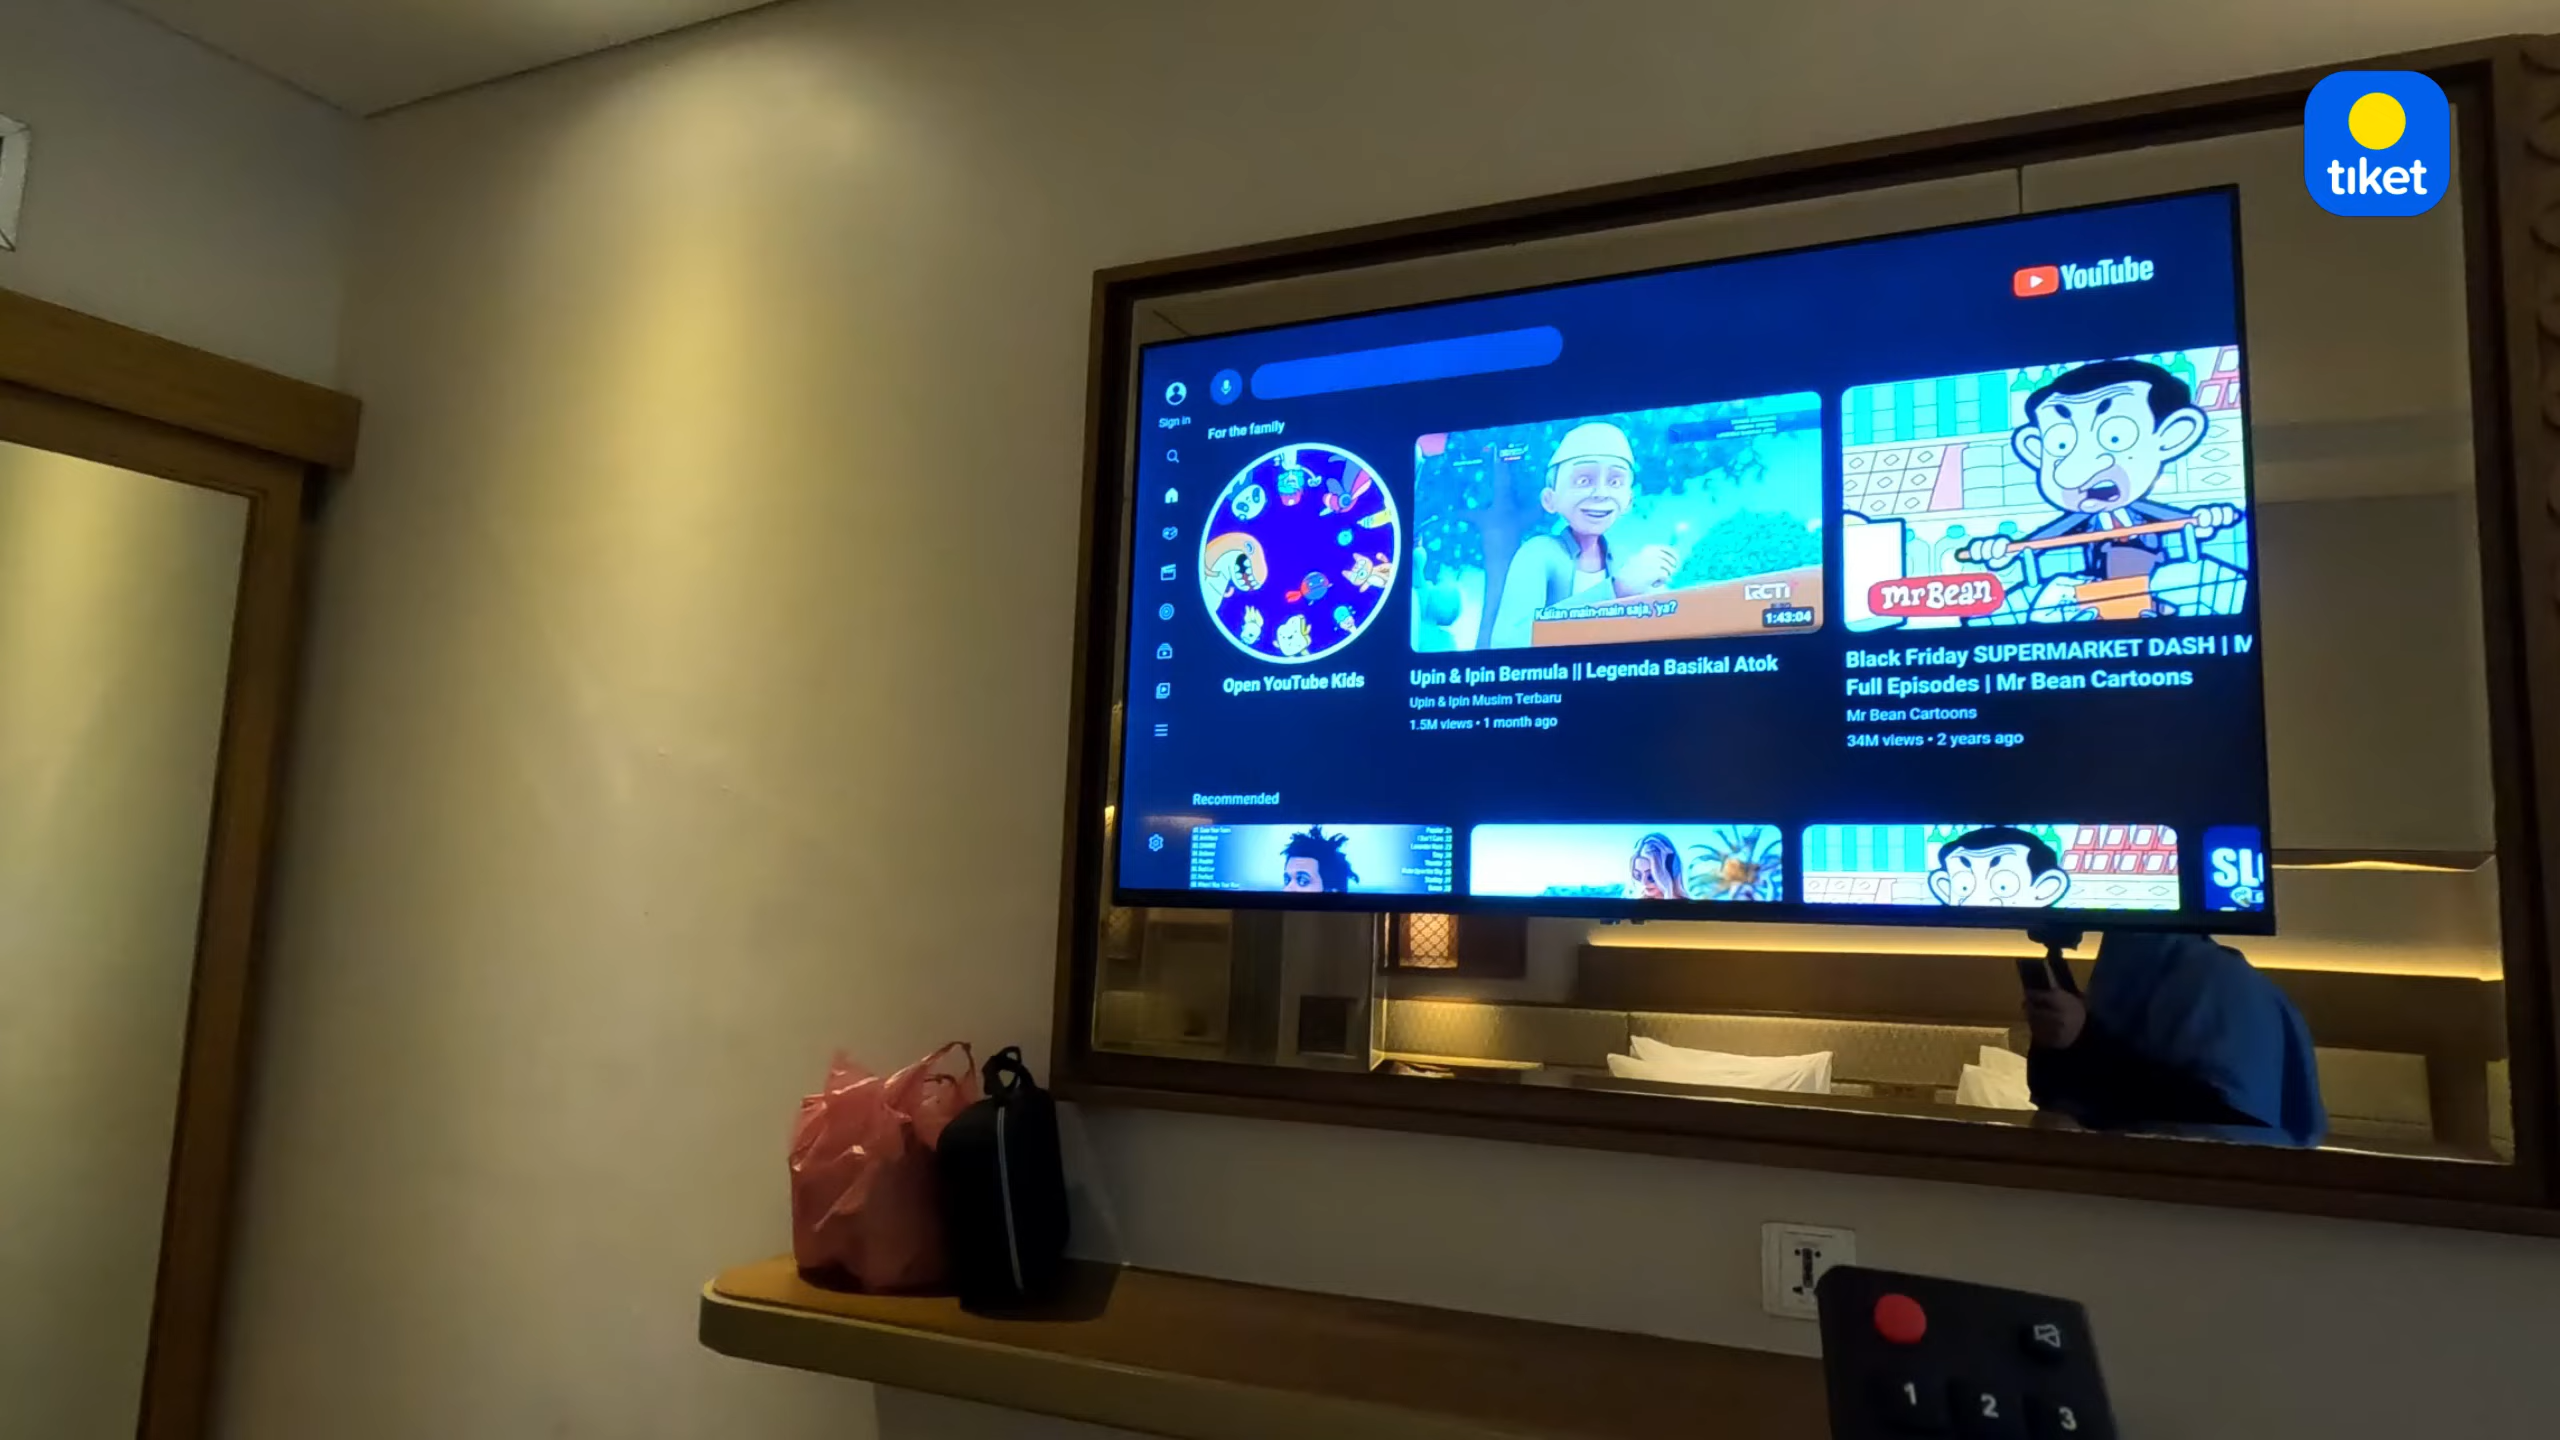 tiket
YouTube
Sign in
For the family
Kalian main-main saja, ya?
RCTI
1:43:04
Mr Bean
Open YouTube Kids
Upin & Ipin Bermula || Legenda Basikal Atok
Upin & Ipin Musim Terbaru
1.5M views • 1 month ago
Black Friday SUPERMARKET DASH | M
Full Episodes | Mr Bean Cartoons
Mr Bean Cartoons
34M views • 2 years ago
Recommended
1
2
3